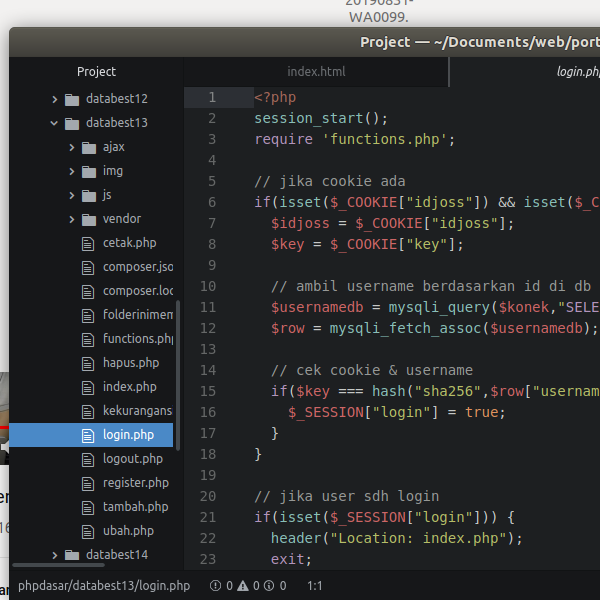 20190831-
WA0099.
Project — ~/Documents/web/port
Project
index.html
login.php
databest12
databest13
ajax
img
js
vendor
cetak.php
composer.jso
composer.loc
folderinimem
functions.php
hapus.php
index.php
kekurangans
login.php
logout.php
register.php
tambah.php
ubah.php
databest14
1 <?php
2 session_start();
3 require 'functions.php';
4
5 // jika cookie ada
6 if(isset($_COOKIE["idjoss"]) && isset($_C
7 $idjoss = $_COOKIE["idjoss"];
8 $key = $_COOKIE["key"];
9
10 // ambil username berdasarkan id di db
11 $usernamedb = mysqli_query($konek,"SELE
12 $row = mysqli_fetch_assoc($usernamedb);
13
14 // cek cookie & username
15 if($key === hash("sha256",$row["usernam
16 $_SESSION["login"] = true;
17 }
18 }
19
20 // jika user sdh login
21 if(isset($_SESSION["login"])) {
22 header("Location: index.php");
23 exit;
phpdasar/databest13/login.php 0 0 0 1:1